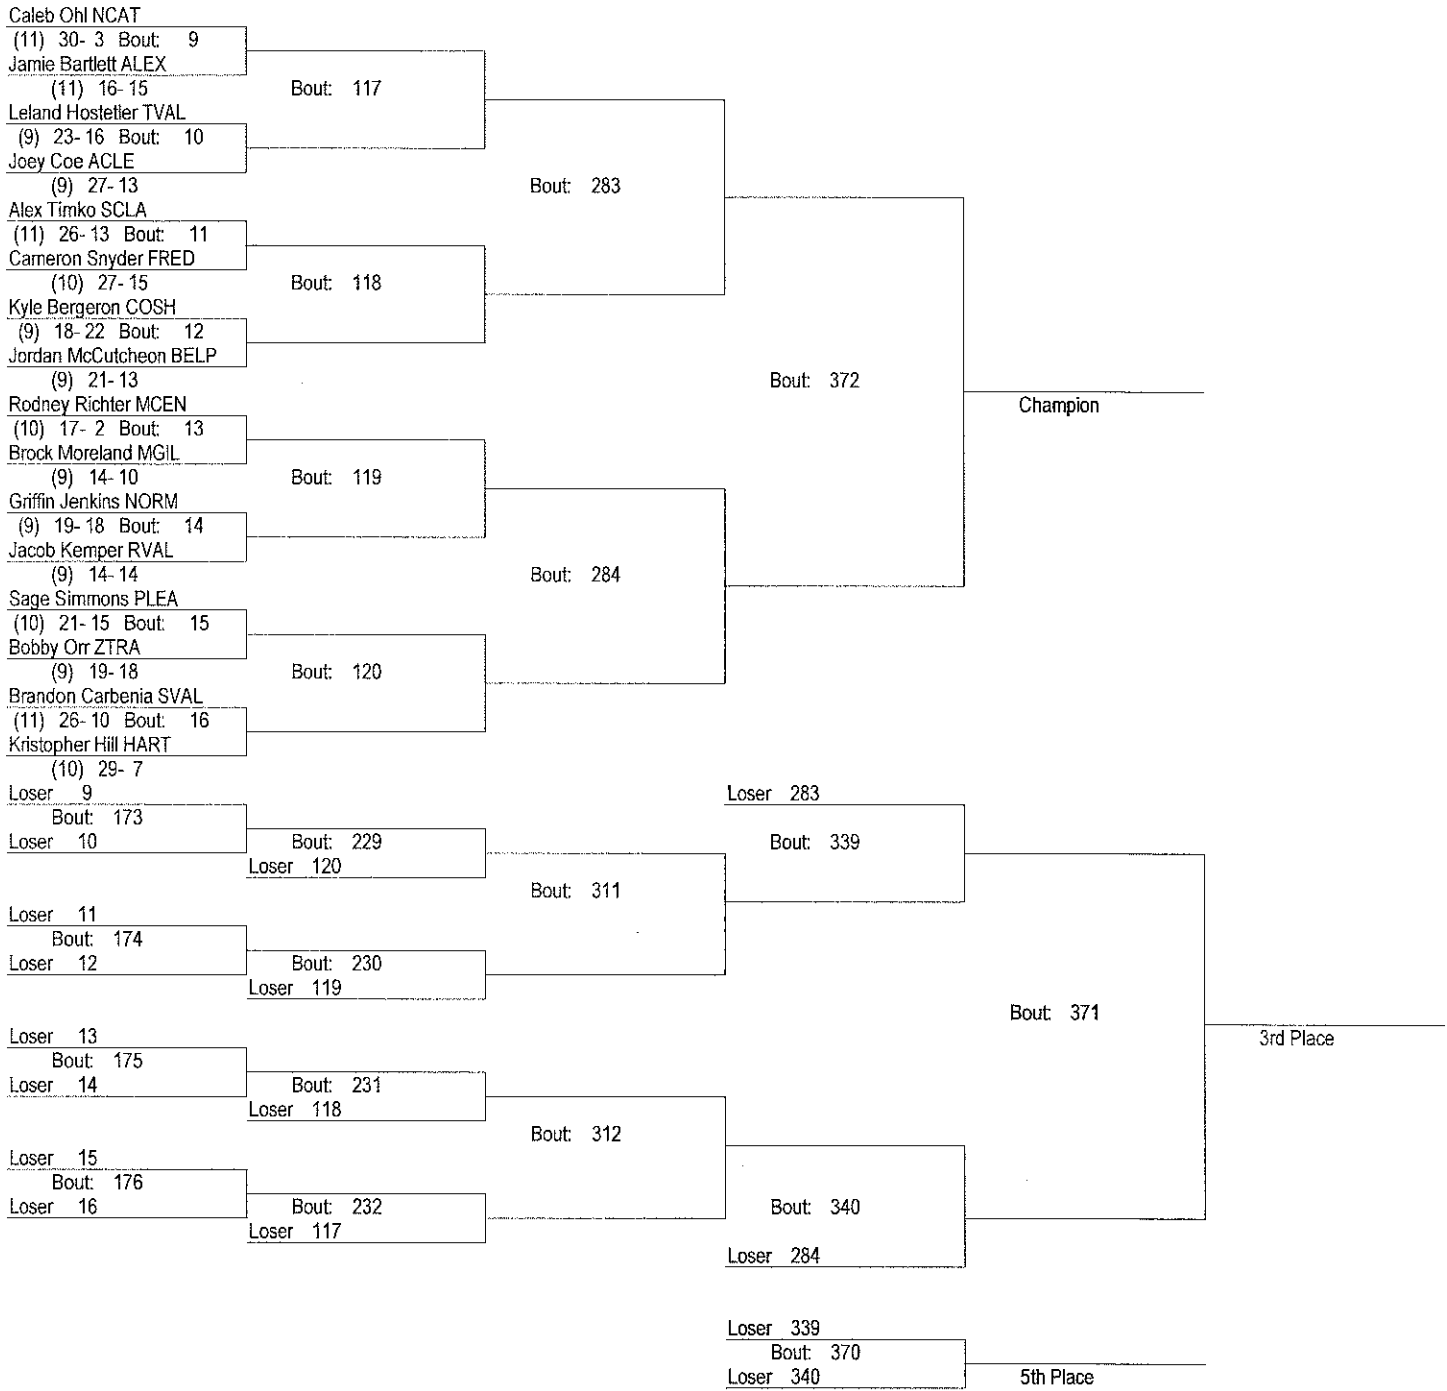 Caleb Ohl NCAT
(11) 30- 3 Bout: 9
Jamie Bartlett ALEX
(11) 16- 15
Bout: 117
Leland Hostetler TVAL
(9) 23- 16 Bout: 10
Joey Coe ACLE
(9) 27- 13
Bout: 283
Alex Timko SCLA
(11) 26- 13 Bout: 11
Cameron Snyder FRED
(10) 27- 15
Bout: 118
Kyle Bergeron COSH
(9) 18- 22 Bout: 12
Jordan McCutcheon BELP
(9) 21- 13
Bout: 372
Champion
Rodney Richter MCEN
(10) 17- 2 Bout: 13
Brock Moreland MGIL
(9) 14- 10
Bout: 119
Griffin Jenkins NORM
(9) 19- 18 Bout: 14
Jacob Kemper RVAL
(9) 14- 14
Bout: 284
Sage Simmons PLEA
(10) 21- 15 Bout: 15
Bobby Orr ZTRA
(9) 19- 18
Bout: 120
Brandon Carbenia SVAL
(11) 26- 10 Bout: 16
Kristopher Hill HART
(10) 29- 7
Loser 9
Bout: 173
Loser 10
Bout: 229
Loser 120
Loser 283
Bout: 339
Bout: 311
Loser 11
Bout: 174
Loser 12
Bout: 230
Loser 119
Bout: 371
3rd Place
Loser 13
Bout: 175
Loser 14
Bout: 231
Loser 118
Bout: 312
Loser 15
Bout: 176
Loser 16
Bout: 232
Loser 117
Bout: 340
Loser 284
Loser 339
Bout: 370
Loser 340
5th Place